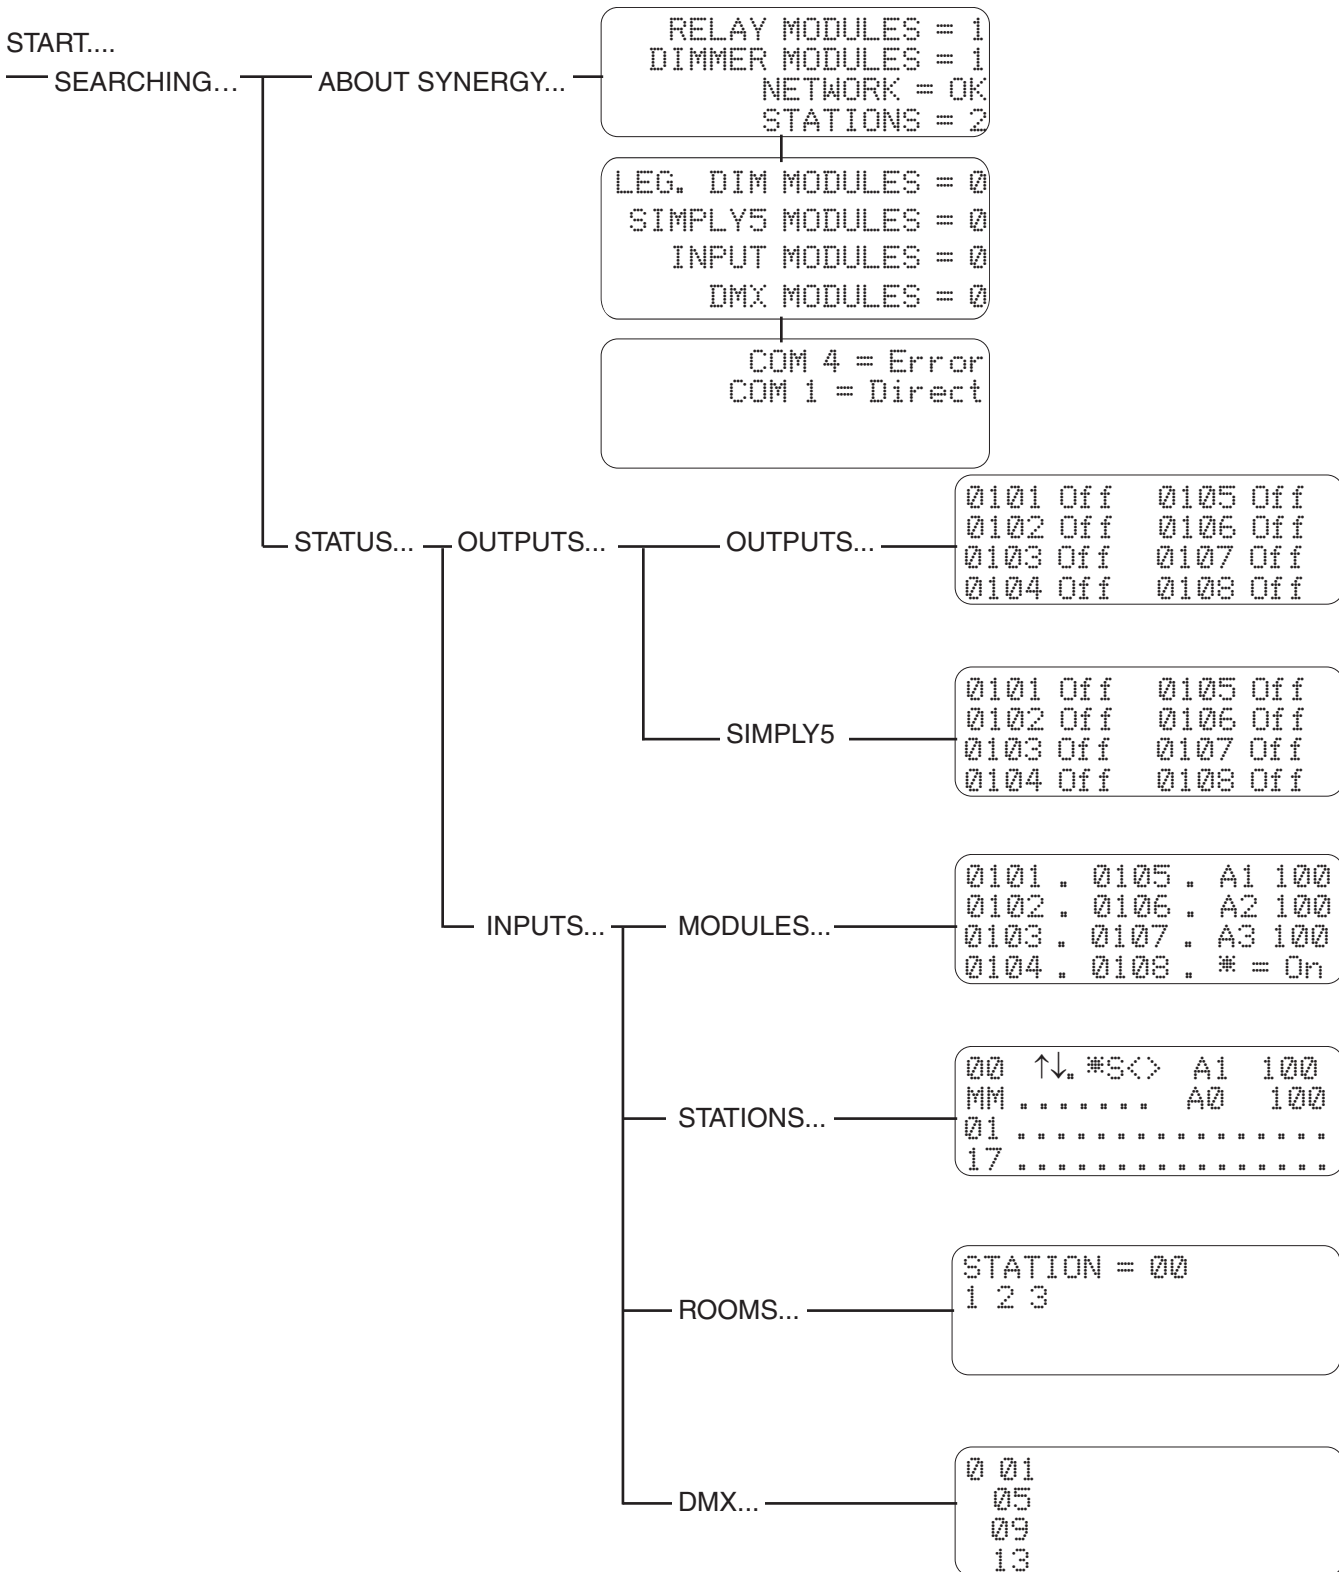 START....
SEARCHING...
ABOUT SYNERGY...
RELAY MODULES = 1
DIMMER MODULES = 1
NETWORK = OK
STATIONS = 2
LEG. DIM MODULES = 0
SIMPLY5 MODULES = 0
INPUT MODULES = 0
DMX MODULES = 0
COM 4 = Error
COM 1 = Direct
STATUS...
OUTPUTS...
OUTPUTS...
0101 Off 0105 Off
0102 Off 0106 Off
0103 Off 0107 Off
0104 Off 0108 Off
SIMPLY5
0101 Off 0105 Off
0102 Off 0106 Off
0103 Off 0107 Off
0104 Off 0108 Off
INPUTS...
MODULES...
0101 . 0105 . A1 100
0102 . 0106 . A2 100
0103 . 0107 . A3 100
0104 . 0108 . * = On
STATIONS...
00 ↑↓. *S<> A1 100
MM ....... A0 100
01 ................
17 ................
ROOMS...
STATION = 00
1 2 3
DMX...
0 01
05
09
13